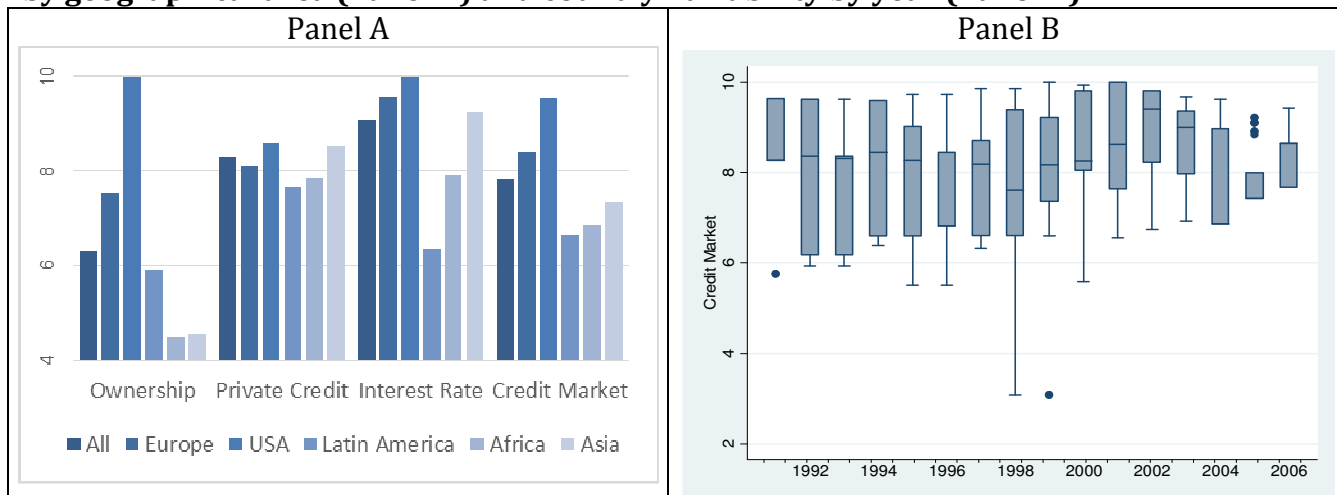 Panel A
10
8
6
4
Ownership Private Credit Interest Rate Credit Market
All Europe USA Latin America Africa Asia
Panel B
Credit Market
10
8
6
4
2
1992 1994 1996 1998 2000 2002 2004 2006